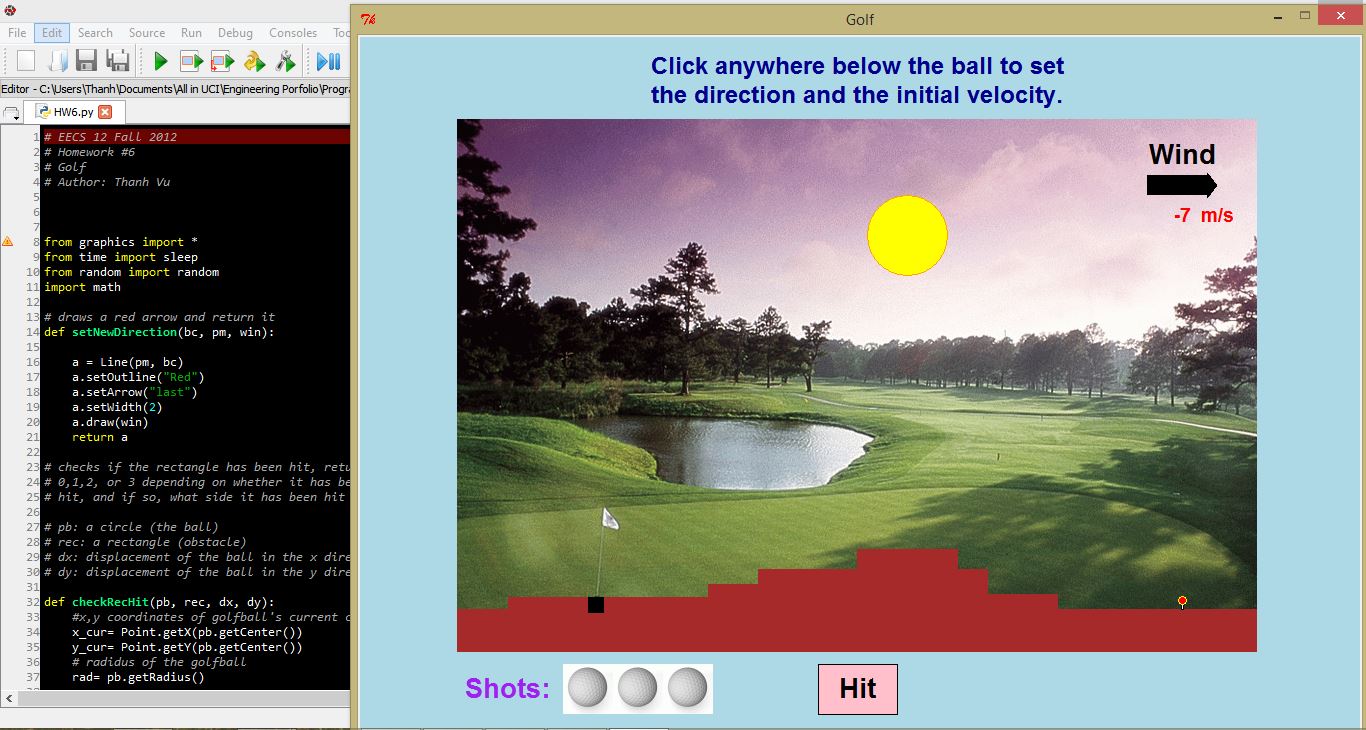 File Edit Search Source Run Debug Consoles Too
Editor - C:\Users\Thanh\Documents\All in UCI\Engineering Porfolio\Progra
HW6.py
1 # EECS 12 Fall 2012
2 # Homework #6
3 # Golf
4 # Author: Thanh Vu
5
6
7
8 from graphics import *
9 from time import sleep
10 from random import random
11 import math
12
13 # draws a red arrow and return it
14 def setNewDirection(bc, pm, win):
15
16 a = Line(pm, bc)
17 a.setOutline("Red")
18 a.setArrow("last")
19 a.setWidth(2)
20 a.draw(win)
21 return a
22
23 # checks if the rectangle has been hit, retu
24 # 0,1,2, or 3 depending on whether it has be
25 # hit, and if so, what side it has been hit
26
27 # pb: a circle (the ball)
28 # rec: a rectangle (obstacle)
29 # dx: displacement of the ball in the x dire
30 # dy: displacement of the ball in the y dire
31
32 def checkRecHit(pb, rec, dx, dy):
33 #x,y coordinates of golfball's current c
34 x_cur= Point.getX(pb.getCenter())
35 y_cur= Point.getY(pb.getCenter())
36 # radidus of the golfball
37 rad= pb.getRadius()
Golf
Click anywhere below the ball to set
the direction and the initial velocity.
Wind
-7 m/s
Shots:
Hit